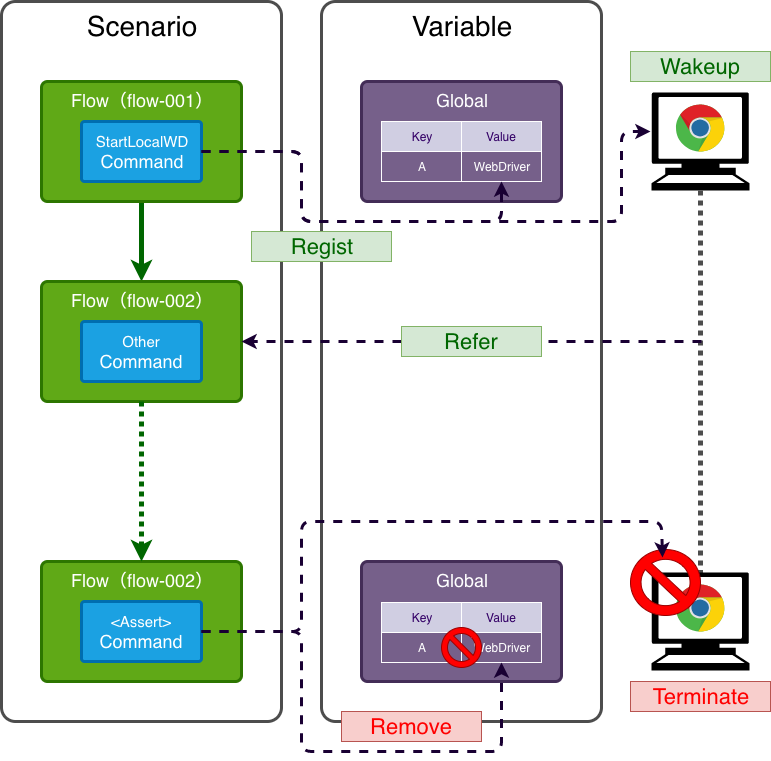 Scenario
Variable
Wakeup
Flow（flow-001）
StartLocalWD
Command
Global
Key Value
A WebDriver
Regist
Flow（flow-002）
Other
Command
Refer
Flow（flow-002）
<Assert>
Command
Global
Key Value
A WebDriver
Remove
Terminate